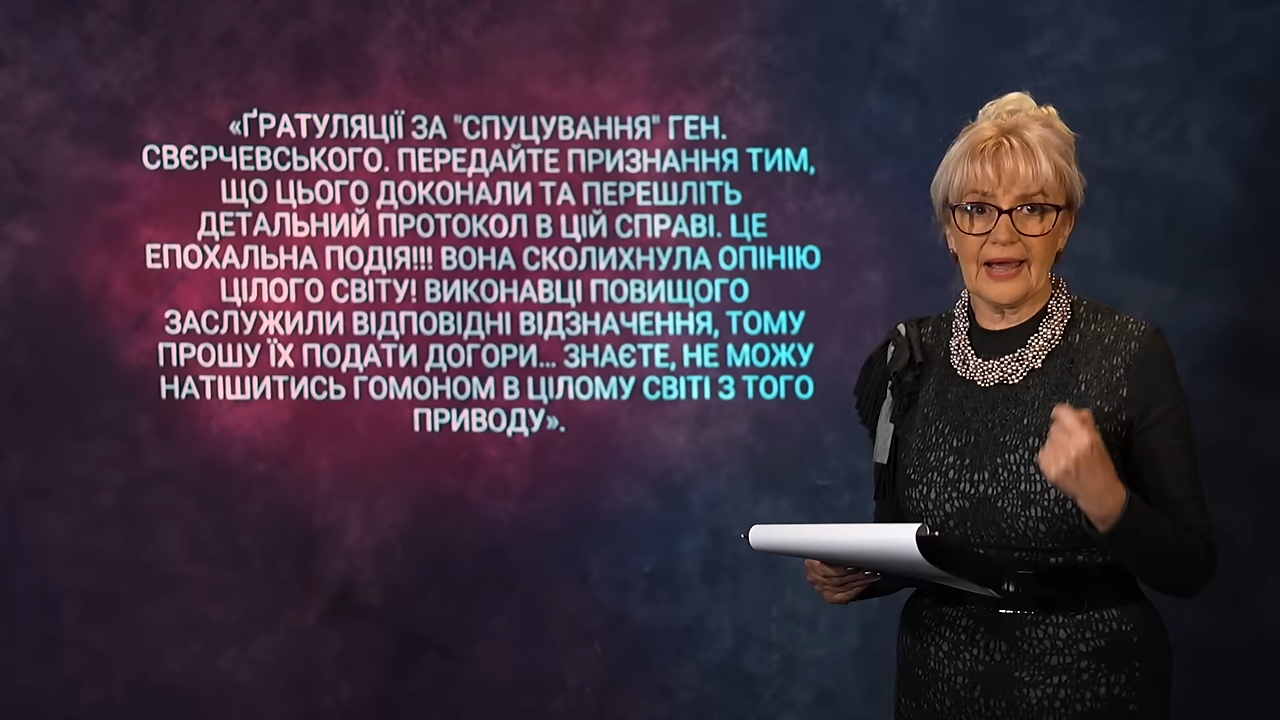 «ҐРАТУЛЯЦІЇ ЗА "СПУЦУВАННЯ" ГЕН.
СВЄРЧЕВСЬКОГО. ПЕРЕДАЙТЕ ПРИЗНАННЯ ТИМ,
ЩО ЦЬОГО ДОКОНАЛИ ТА ПЕРЕШЛІТЬ
ДЕТАЛЬНИЙ ПРОТОКОЛ В ЦІЙ СПРАВІ. ЦЕ
ЕПОХАЛЬНА ПОДІЯ!!! ВОНА СКОЛИХНУЛА ОПІНІЮ
ЦІЛОГО СВІТУ! ВИКОНАВЦІ ПОВИЩОГО
ЗАСЛУЖИЛИ ВІДПОВІДНІ ВІДЗНАЧЕННЯ, ТОМУ
ПРОШУ ЇХ ПОДАТИ ДОГОРИ... ЗНАЄТЕ, НЕ МОЖУ
НАТІШИТИСЬ ГОМОНОМ В ЦІЛОМУ СВІТІ З ТОГО
ПРИВОДУ».